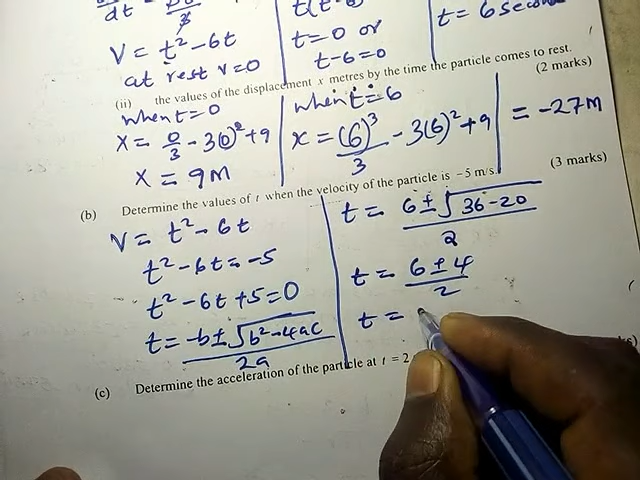 dt
3
V = t² - 6t
at rest v=0
t=0 or
t-6=0
t = 6 secon
(ii) the values of the displacement x metres by the time the particle comes to rest.
(2 marks)
when t=0
x = 0/3 - 3(0)² + 9
x = 9M
when t = 6
x = (6)³/3 - 3(6)² + 9
= -27M
(b) Determine the values of t when the velocity of the particle is -5 m/s.
(3 marks)
V = t² - 6t
t² - 6t = -5
t² - 6t + 5 = 0
t = -b ± √b² - 4ac / 2a
t = 6 ± √36 - 20 / 2
t = 6 ± 4 / 2
t =
(c) Determine the acceleration of the particle at t = 2